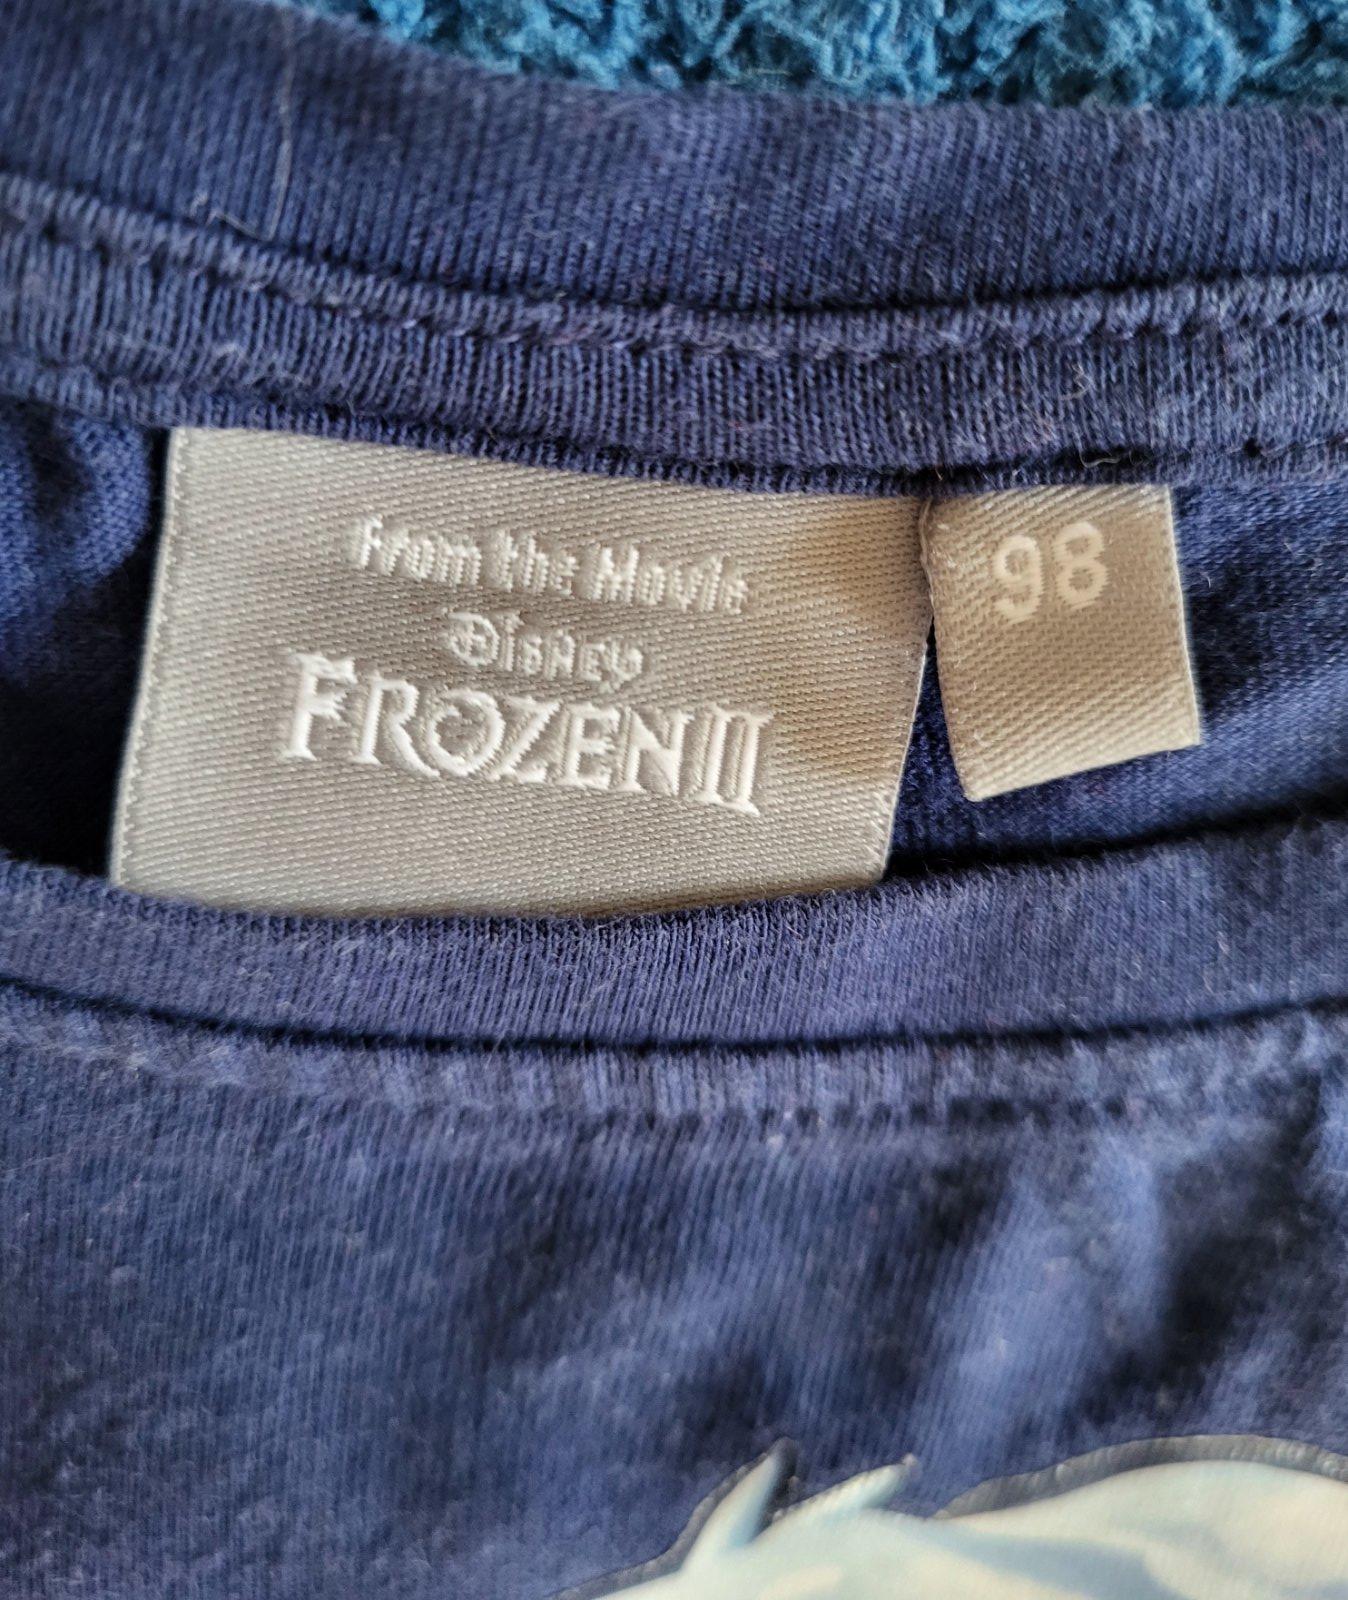 From the Movie
Disney
FROZEN II
98